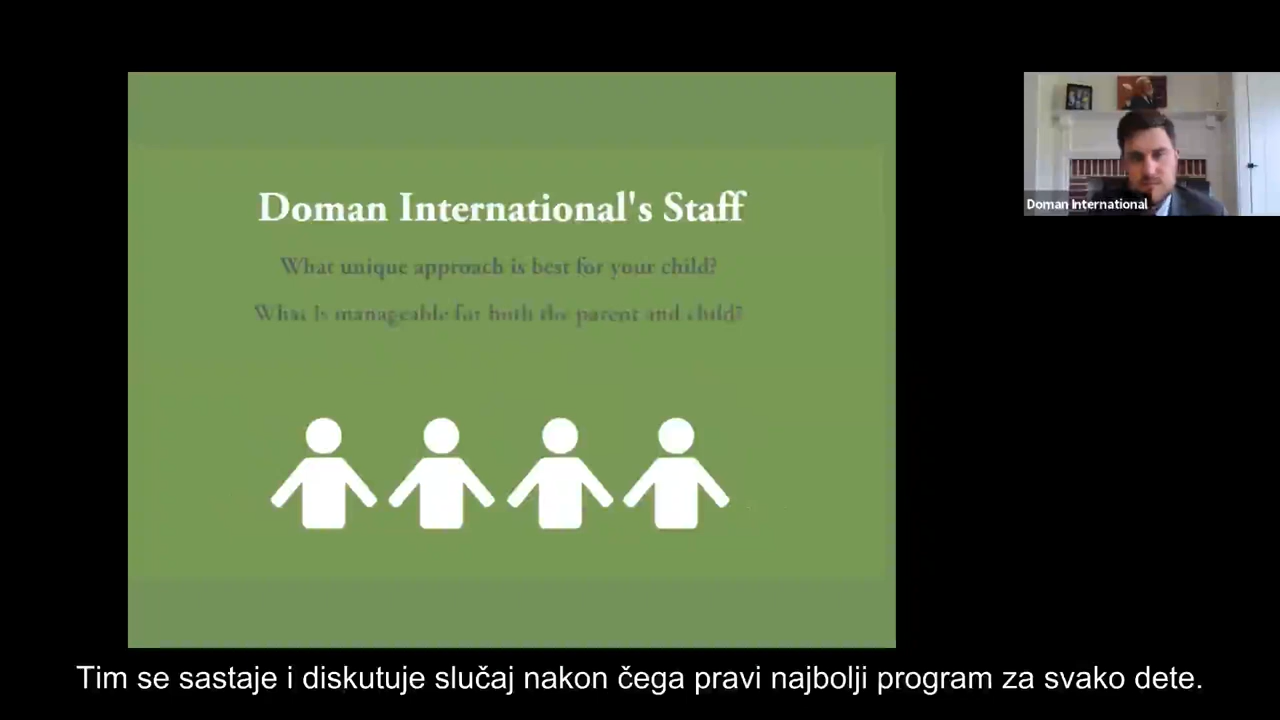 Doman International's Staff
What unique approach is best for your child?
What is manageable for both the parent and child?
Doman International
Tim se sastaje i diskutuje slučaj nakon čega pravi najbolji program za svako dete.